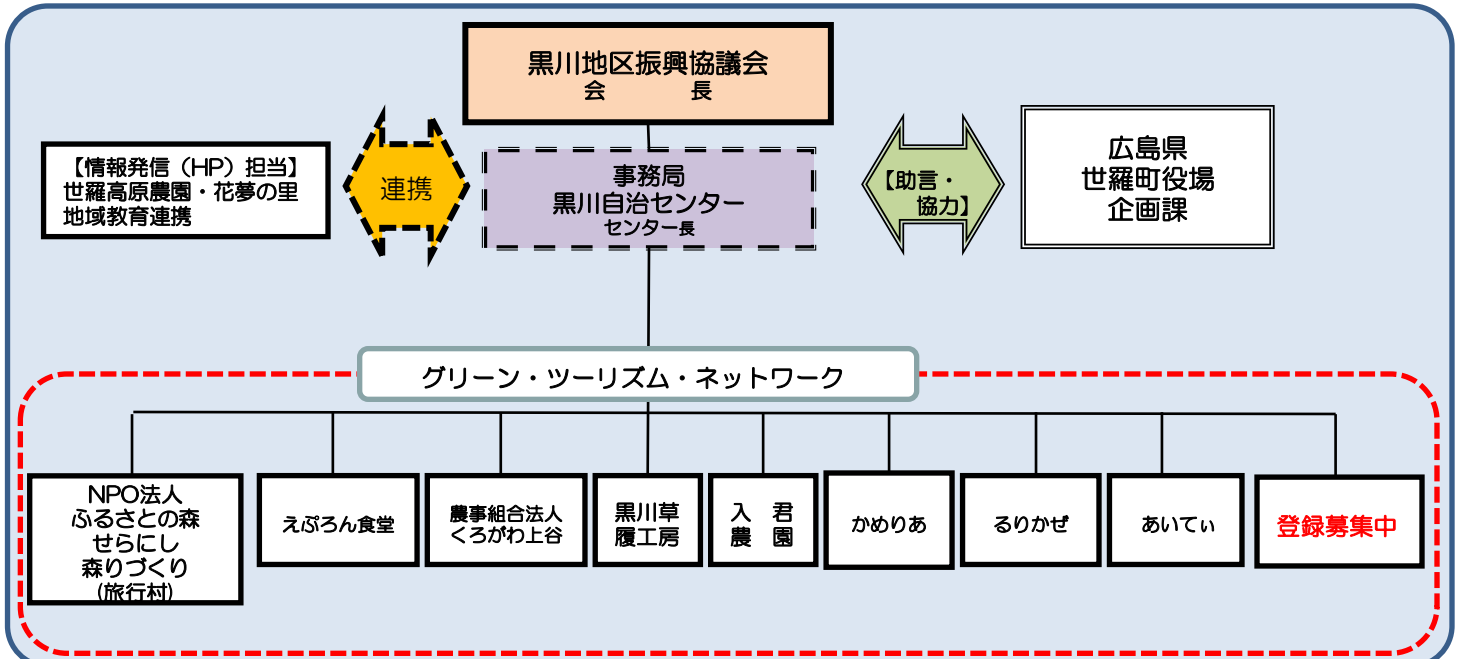 黒川地区振興協議会
会　　　長
【情報発信（HP）担当】
世羅高原農園・花夢の里
地域教育連携
連携
事務局
黒川自治センター
センター長
【助言・
協力】
広島県
世羅町役場
企画課
グリーン・ツーリズム・ネットワーク
NPO法人
ふるさとの森
せらにし
森りづくり
(旅行村)
えぷろん食堂
農事組合法人
くろがわ上谷
黒川草
履工房
入　君
農　園
かめりあ
るりかぜ
あいてぃ
登録募集中